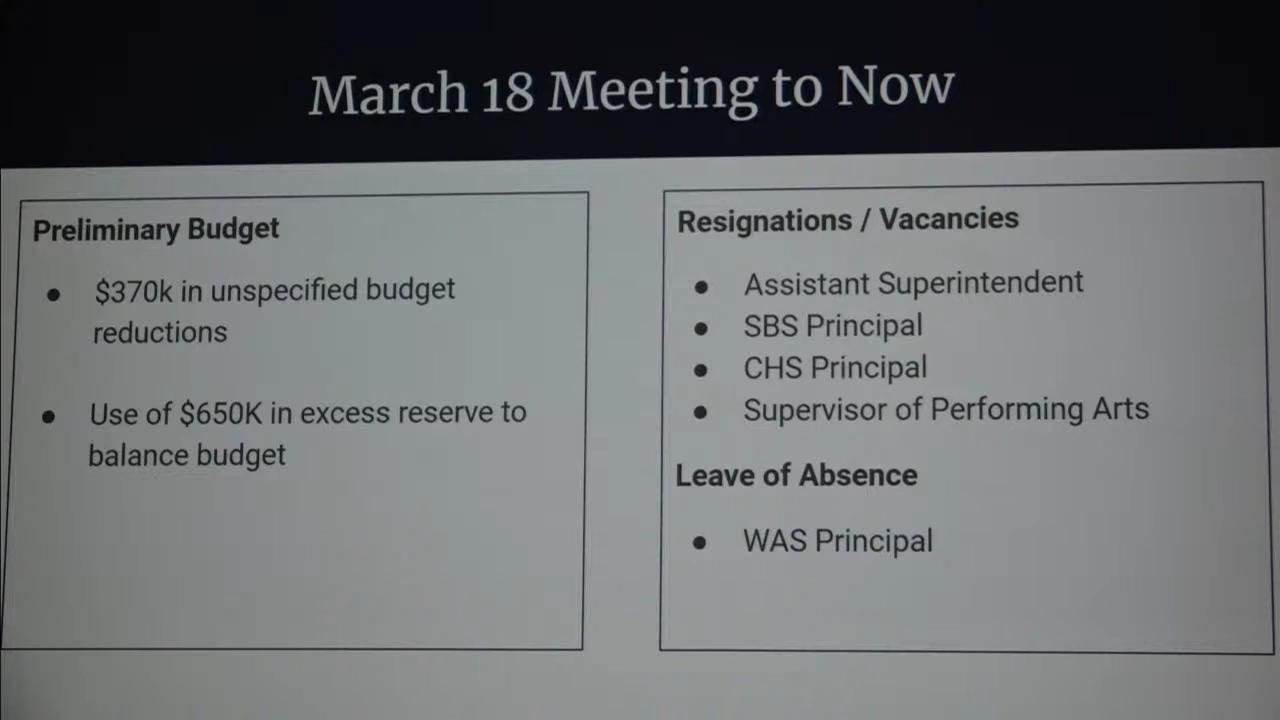 March 18 Meeting to Now
Preliminary Budget
● $370k in unspecified budget
reductions
● Use of $650K in excess reserve to
balance budget
Resignations / Vacancies
● Assistant Superintendent
● SBS Principal
● CHS Principal
● Supervisor of Performing Arts
Leave of Absence
● WAS Principal